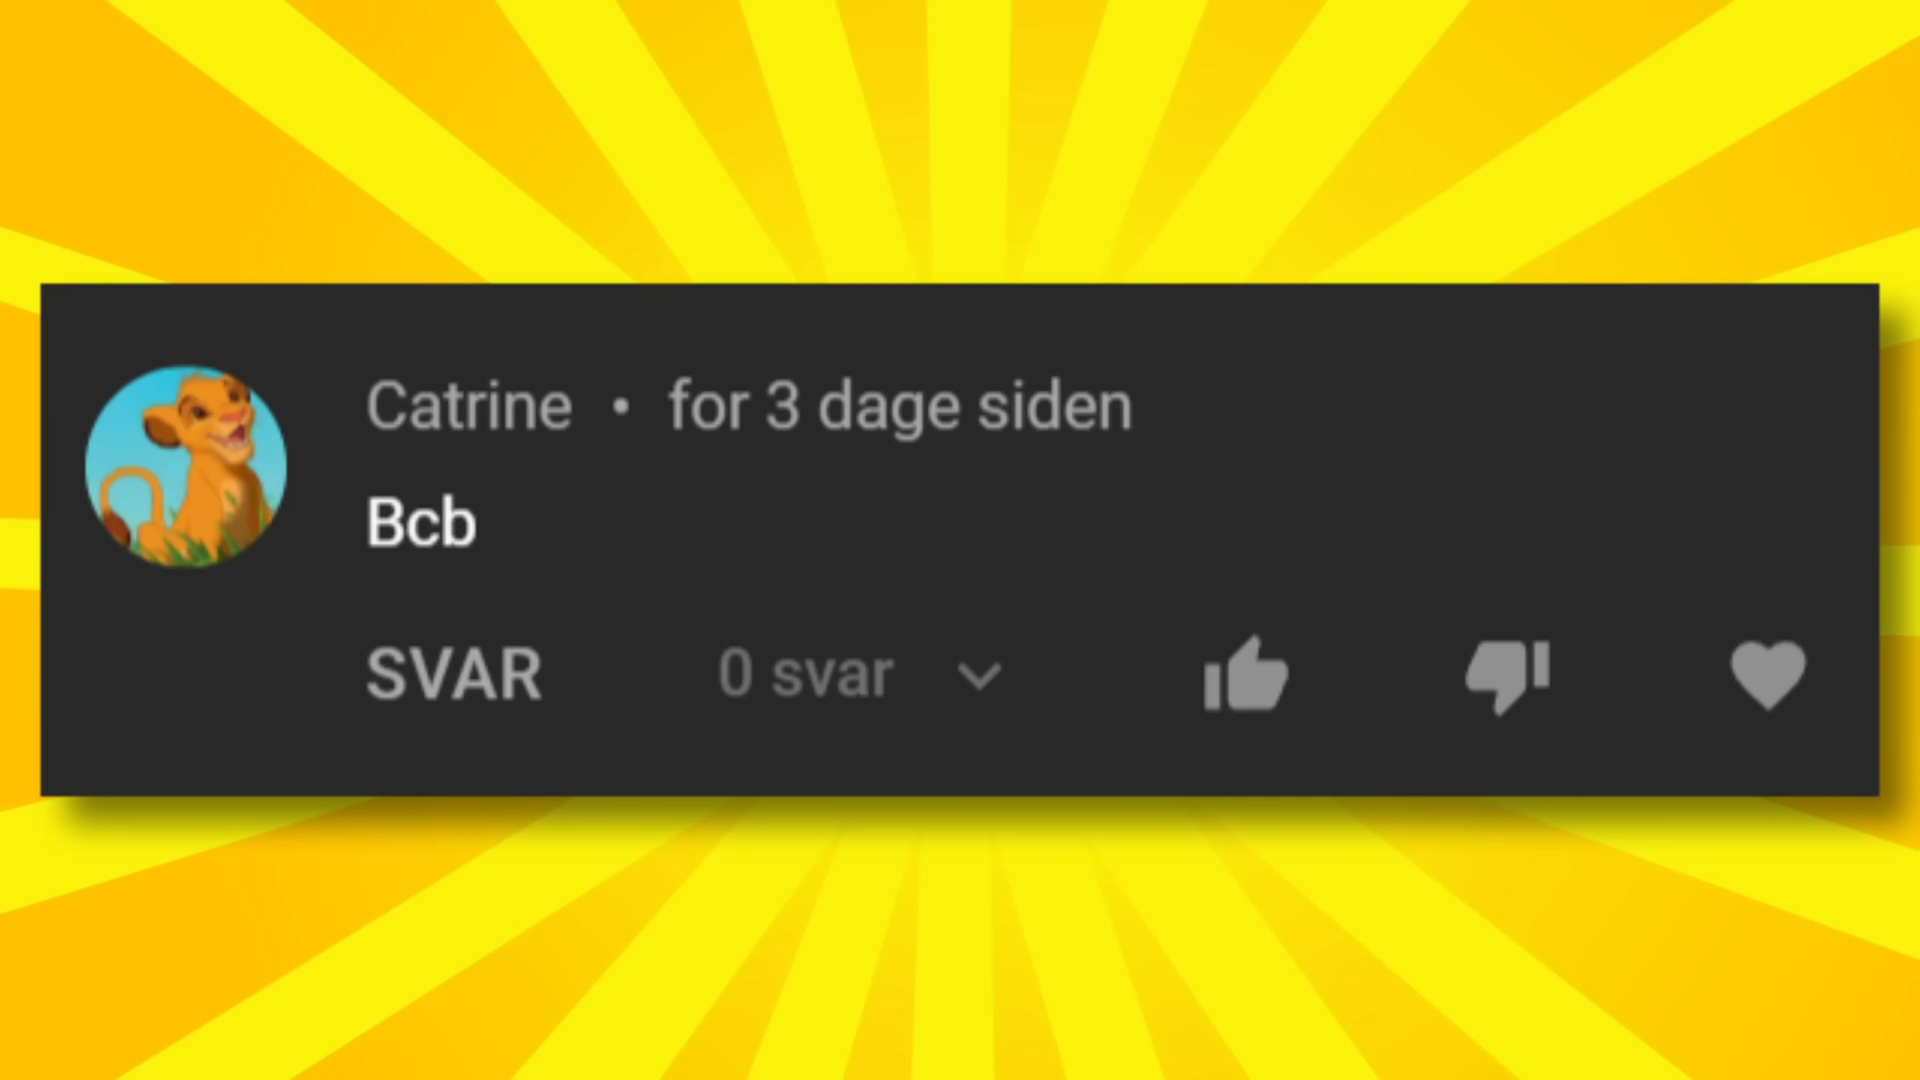 Catrine • for 3 dage siden
Bcb
SVAR 0 svar